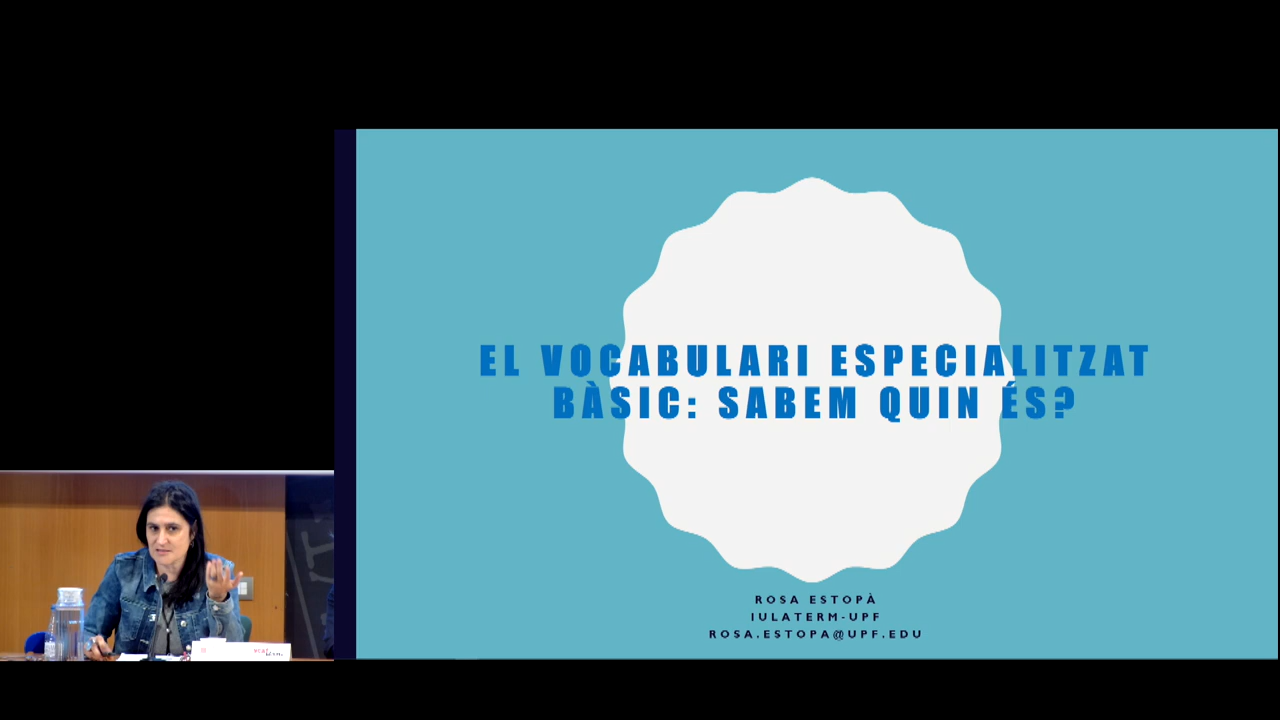 EL VOCABULARI ESPECIALITZAT
BÀSIC: SABEM QUIN ÉS?
ROSA ESTOPÀ
IULATERM-UPF
ROSA.ESTOPA@UPF.EDU